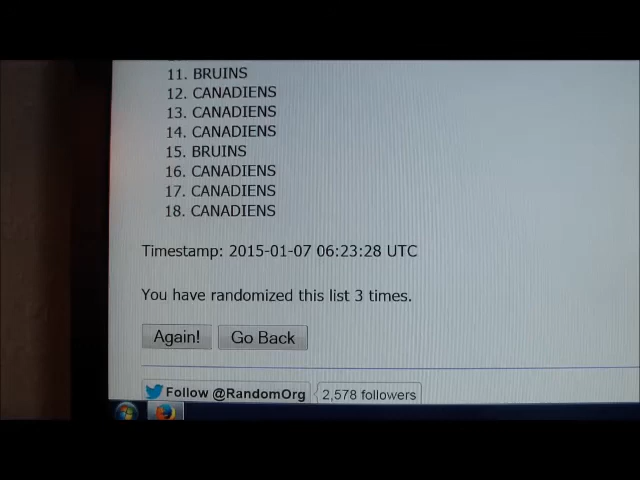 11. BRUINS
12. CANADIENS
13. CANADIENS
14. CANADIENS
15. BRUINS
16. CANADIENS
17. CANADIENS
18. CANADIENS
Timestamp: 2015-01-07 06:23:28 UTC
You have randomized this list 3 times.
Again! Go Back
Follow @RandomOrg 2,578 followers